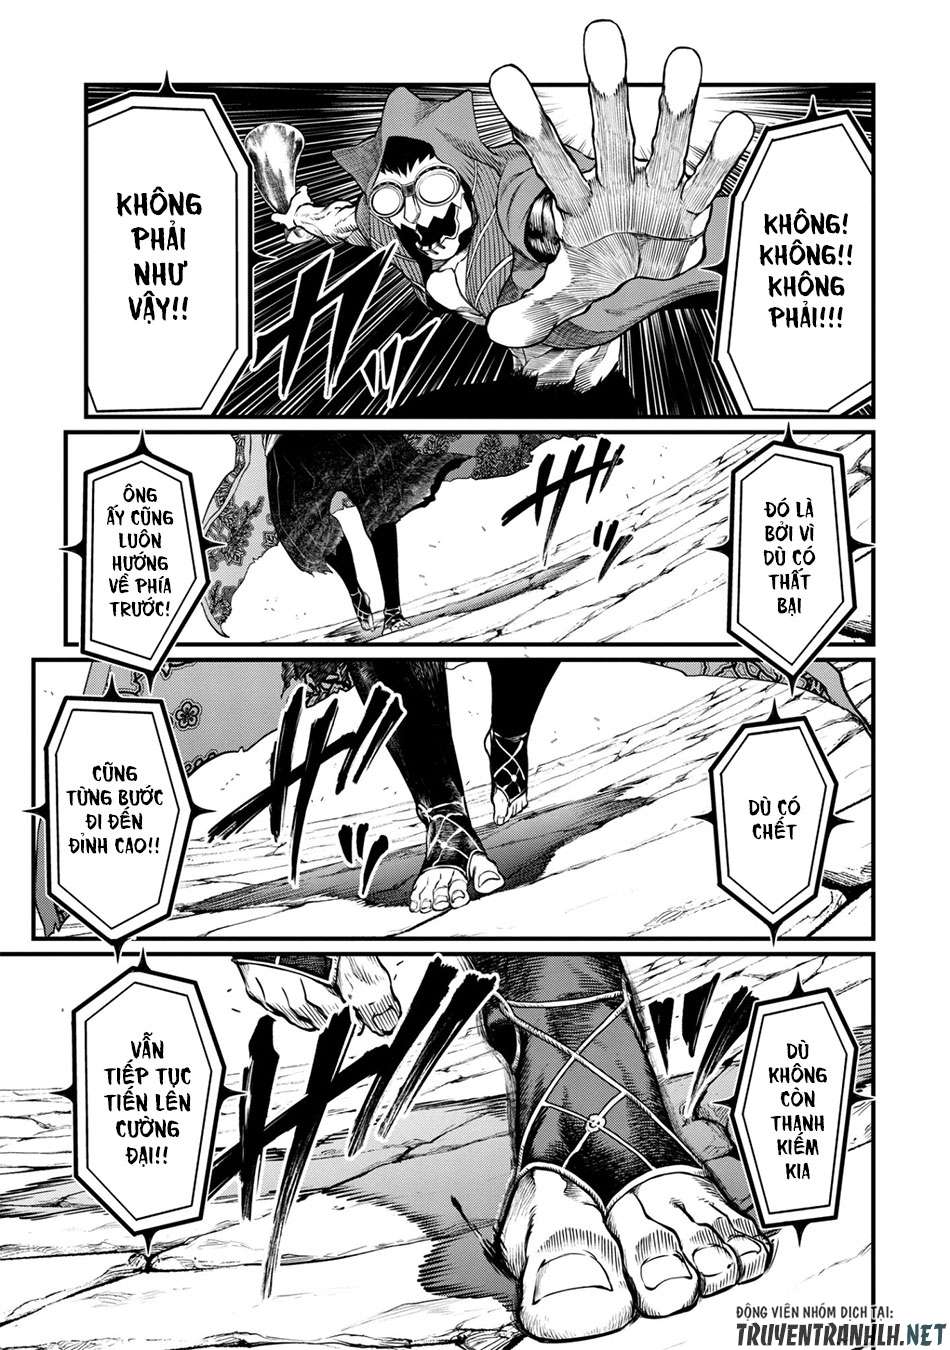 KHÔNG!
KHÔNG!!
KHÔNG
PHẢI!!!
KHÔNG
PHẢI
NHƯ
VẬY!!
ĐÓ LÀ
BỞI VÌ
DÙ CÓ
THẤT
BẠI
ÔNG
ẤY CŨNG
LUÔN
HƯỚNG
VỀ PHÍA
TRƯỚC!
DÙ CÓ
CHẾT
CŨNG
TỪNG BƯỚC
ĐI ĐẾN
ĐỈNH CAO!!
DÙ
KHÔNG
CÒN
THANH
KIẾM
KIA
VẪN
TIẾP TỤC
TIẾN LÊN
CƯỜNG
ĐẠI!!
ĐỘNG VIÊN NHÓM DỊCH TẠI:
TRUYENTRANHLH.NET